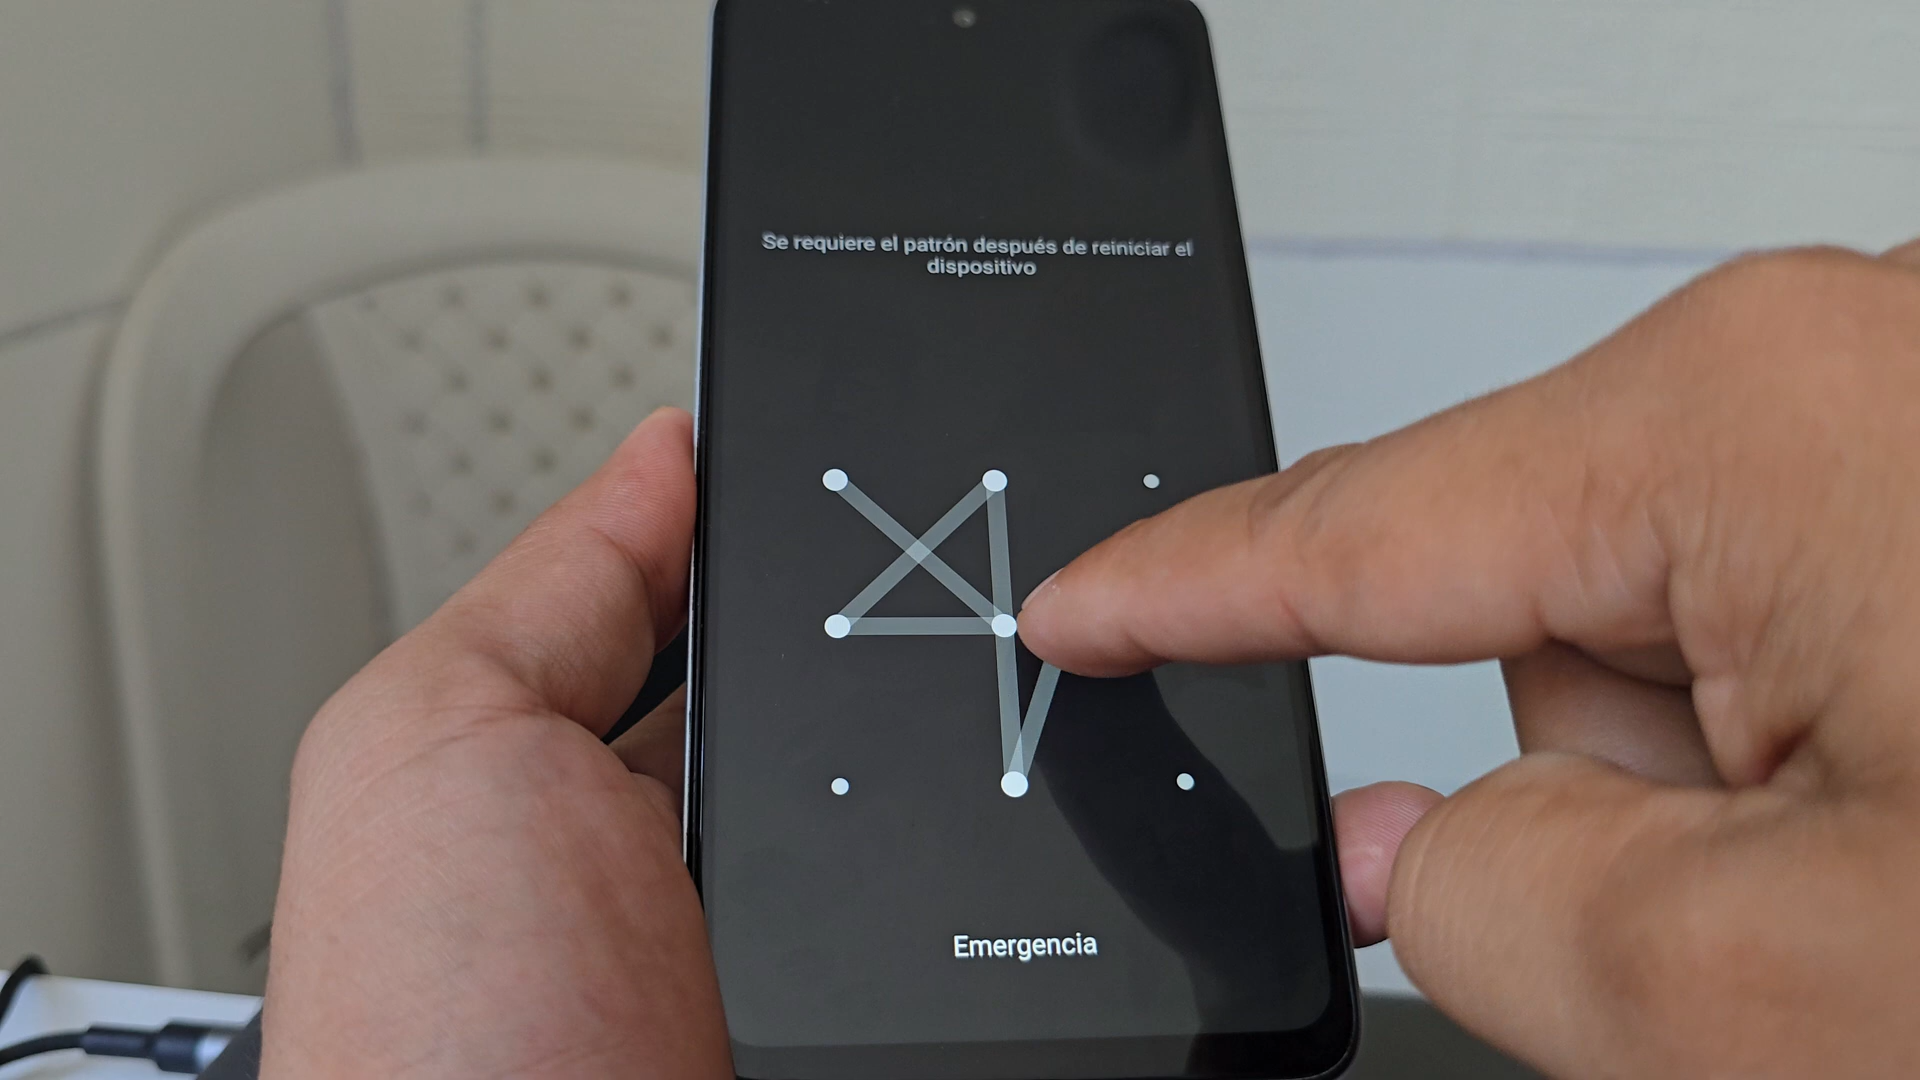 Se requiere el patrón después de reiniciar el
dispositivo
Emergencia